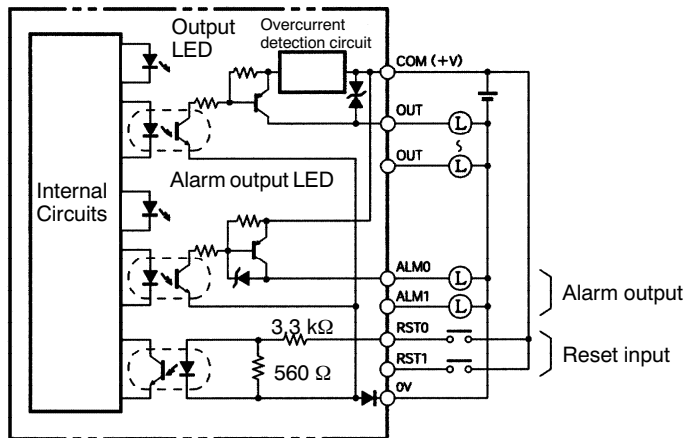 Output
LED
Overcurrent
detection circuit
COM (+V)
OUT
L
OUT
L
Internal
Circuits
Alarm output LED
ALM0
L
ALM1
L
Alarm output
3.3 kΩ
RST0
560 Ω
RST1
Reset input
0V